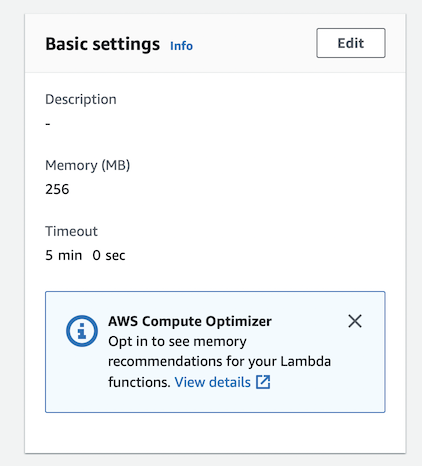 Basic settings Info Edit
Description
-
Memory (MB)
256
Timeout
5 min 0 sec
AWS Compute Optimizer
Opt in to see memory
recommendations for your Lambda
functions. View details